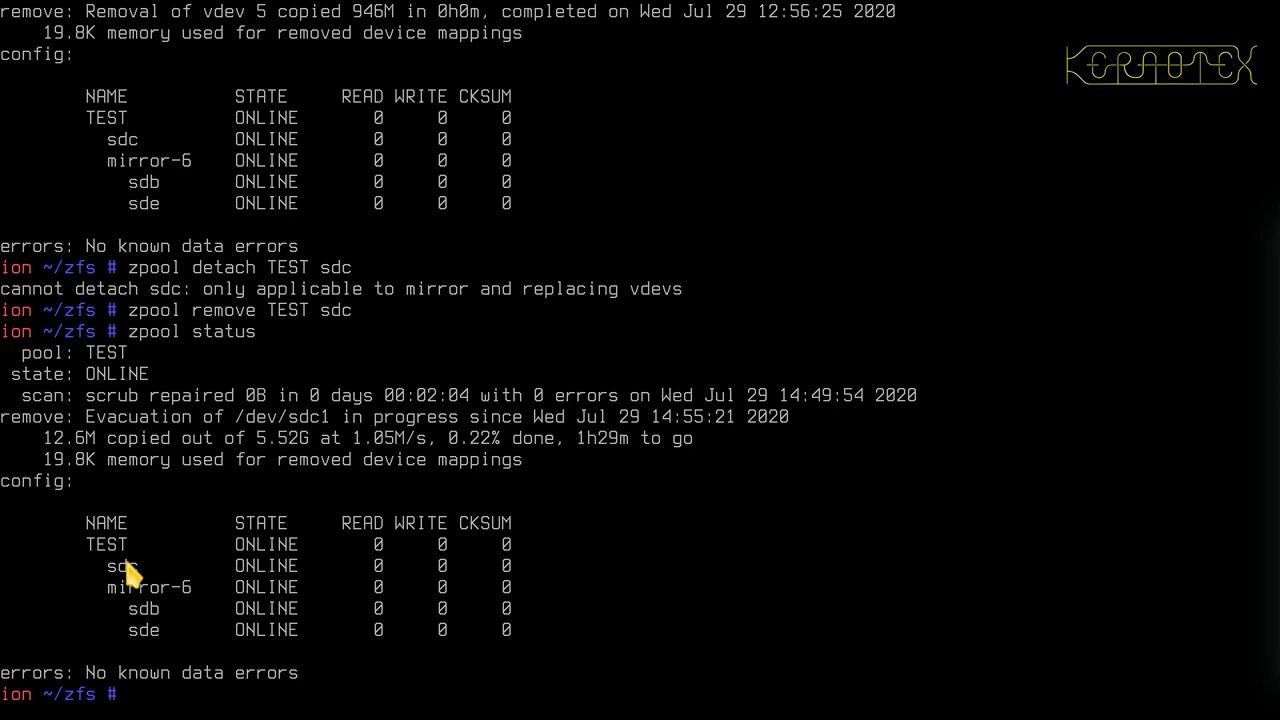 remove: Removal of vdev 5 copied 946M in 0h0m, completed on Wed Jul 29 12:56:25 2020
    19.8K memory used for removed device mappings
config:
        NAME          STATE     READ WRITE CKSUM
        TEST          ONLINE       0     0     0
          sdc         ONLINE       0     0     0
          mirror-6    ONLINE       0     0     0
            sdb       ONLINE       0     0     0
            sde       ONLINE       0     0     0
errors: No known data errors
ion ~/zfs # zpool detach TEST sdc
cannot detach sdc: only applicable to mirror and replacing vdevs
ion ~/zfs # zpool remove TEST sdc
ion ~/zfs # zpool status
  pool: TEST
 state: ONLINE
  scan: scrub repaired 0B in 0 days 00:02:04 with 0 errors on Wed Jul 29 14:49:54 2020
remove: Evacuation of /dev/sdc1 in progress since Wed Jul 29 14:55:21 2020
    12.6M copied out of 5.52G at 1.05M/s, 0.22% done, 1h29m to go
    19.8K memory used for removed device mappings
config:
        NAME          STATE     READ WRITE CKSUM
        TEST          ONLINE       0     0     0
          sdc         ONLINE       0     0     0
          mirror-6    ONLINE       0     0     0
            sdb       ONLINE       0     0     0
            sde       ONLINE       0     0     0
errors: No known data errors
ion ~/zfs #
KERNOTEX